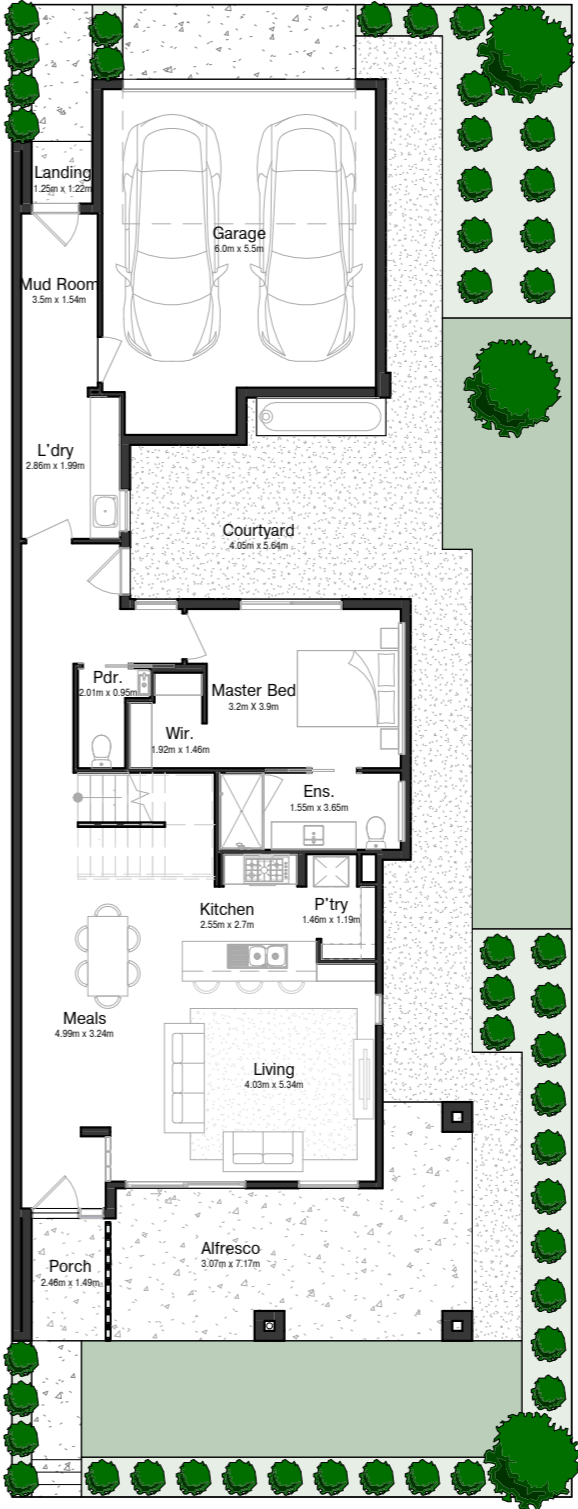 Landing
1.25m x 1.22m
Garage
6.0m x 5.5m
Mud Room
3.5m x 1.54m
L'dry
2.86m x 1.99m
Courtyard
4.05m x 5.64m
Pdr.
2.01m x 0.95m
Master Bed
3.2m X 3.9m
Wir.
1.92m x 1.46m
Ens.
1.55m x 3.65m
Kitchen
2.55m x 2.7m
P'try
1.46m x 1.19m
Meals
4.99m x 3.24m
Living
4.03m x 5.34m
Alfresco
3.07m x 7.17m
Porch
2.46m x 1.49m